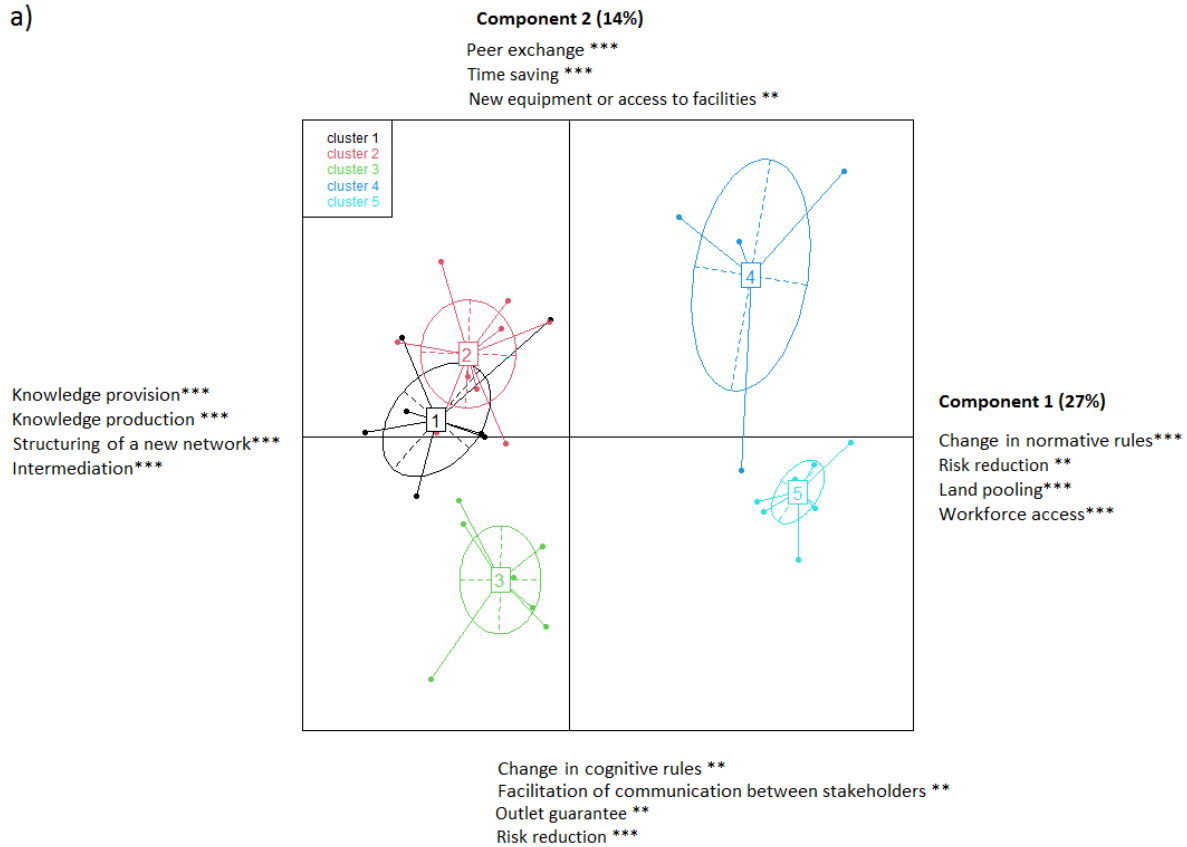 a)
Component 2 (14%)
Peer exchange ***
Time saving ***
New equipment or access to facilities **
cluster 1
cluster 2
cluster 3
cluster 4
cluster 5
4
2
1
Knowledge provision***
Knowledge production ***
Structuring of a new network***
Intermediation***
Component 1 (27%)
Change in normative rules***
Risk reduction **
Land pooling***
Workforce access***
5
3
Change in cognitive rules **
Facilitation of communication between stakeholders **
Outlet guarantee **
Risk reduction ***